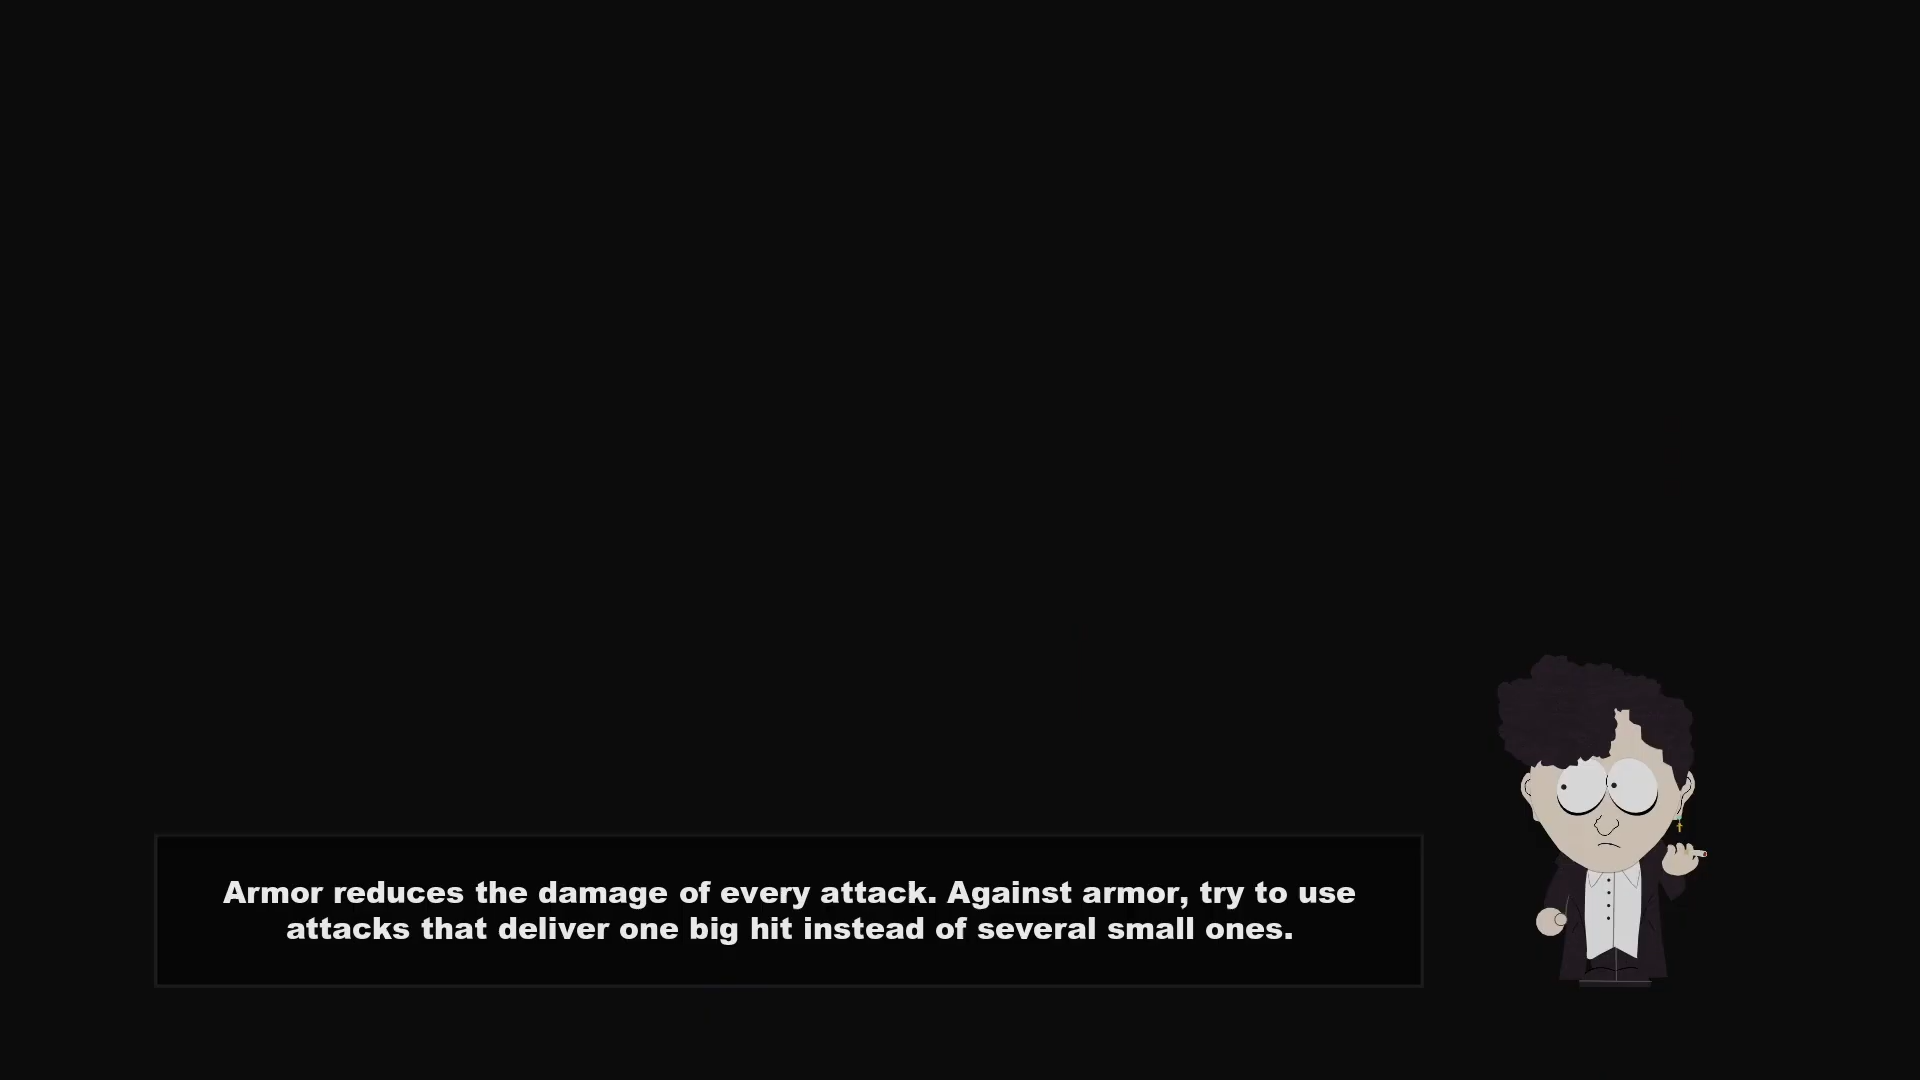 Armor reduces the damage of every attack. Against armor, try to use
attacks that deliver one big hit instead of several small ones.